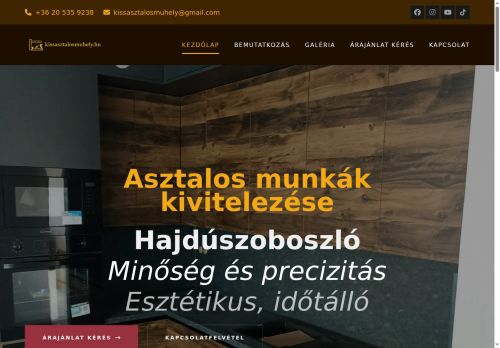 +36 20 535 9238 kissasztalosmuhely@gmail.com
kissasztalosmuhely.hu KEZDŐLAP BEMUTATKOZÁS GALÉRIA ÁRAJÁNLAT KÉRÉS KAPCSOLAT
Asztalos munkák
kivitelezése
Hajdúszoboszló
Minőség és precizitás
Esztétikus, időtálló
ÁRAJÁNLAT KÉRÉS → KAPCSOLATFELVÉTEL